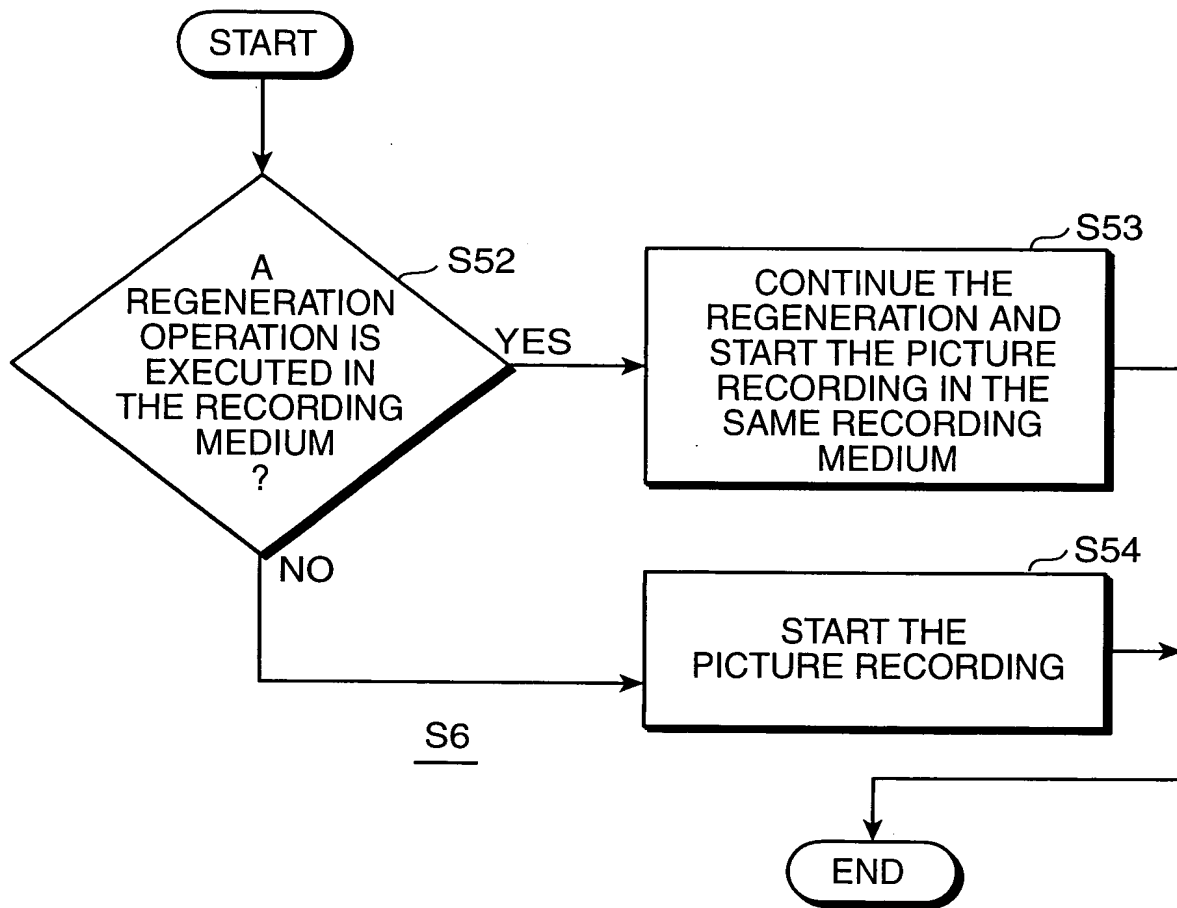 START
A
REGENERATION
OPERATION IS
EXECUTED IN
THE RECORDING
MEDIUM
?
S52
YES
S53
CONTINUE THE
REGENERATION AND
START THE PICTURE
RECORDING IN THE
SAME RECORDING
MEDIUM
NO
S54
START THE
PICTURE RECORDING
S6
END